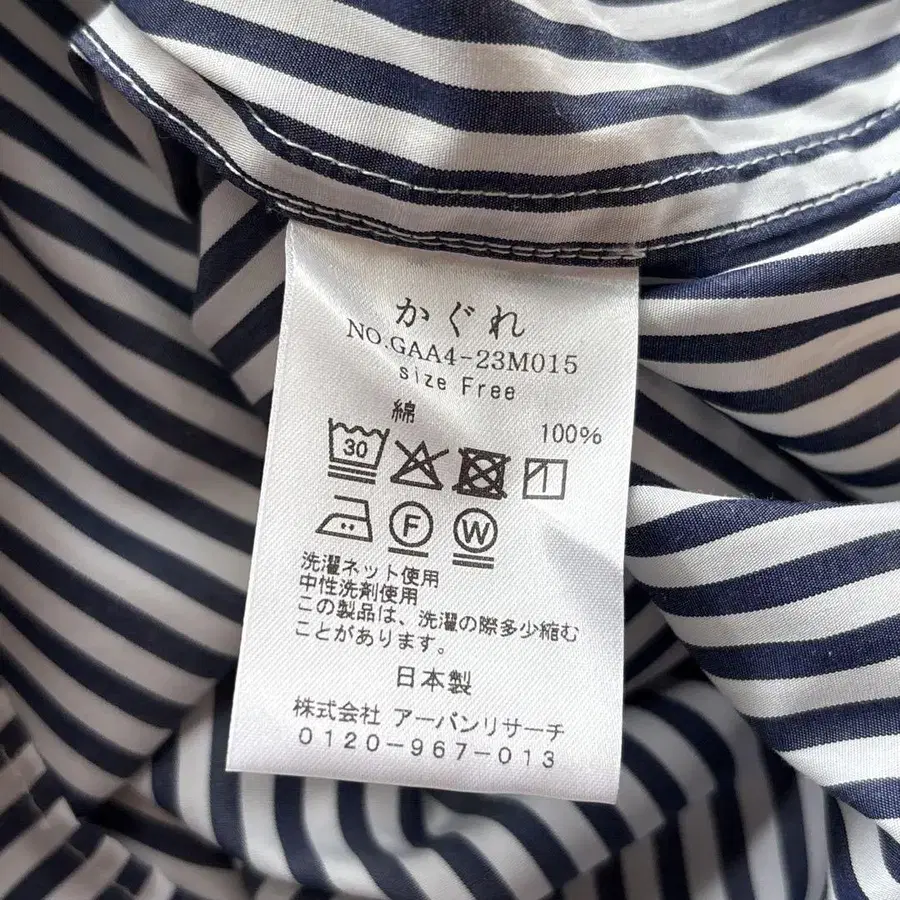 かぐれ
NO.GAA4-23M015
size Free
綿 100%
30
F W
洗濯ネット使用
中性洗剤使用
この製品は、洗濯の際多少縮む
ことがあります。
日本製
株式会社 アーバンリサーチ
0120-967-013